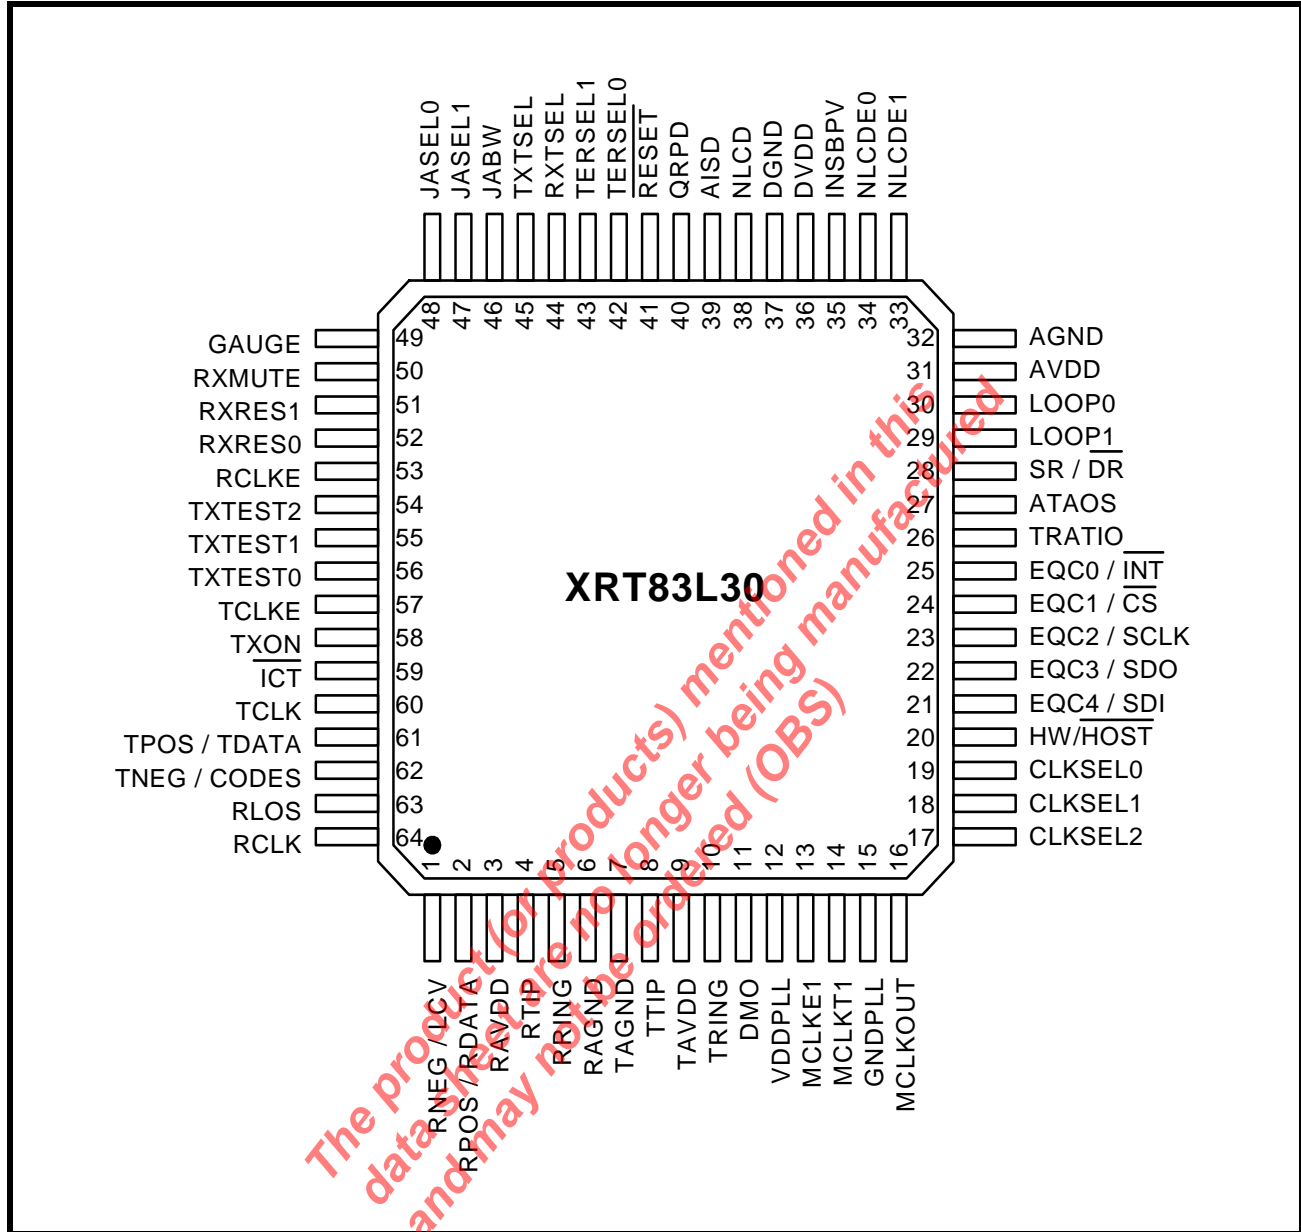 JASEL0
JASEL1
JABW
TXTSEL
RXTSEL
TERSEL1
TERSEL0
RESET
QRPD
AISD
NLCD
DGND
DVDD
INSBPV
NLCDE0
NLCDE1
48
47
46
45
44
43
42
41
40
39
38
37
36
35
34
33
GAUGE 49
RXMUTE 50
RXRES1 51
RXRES0 52
RCLKE 53
TXTEST2 54
TXTEST1 55
TXTEST0 56
TCLKE 57
TXON 58
ICT 59
TCLK 60
TPOS / TDATA 61
TNEG / CODES 62
RLOS 63
RCLK 64
XRT83L30
32 AGND
31 AVDD
30 LOOP0
29 LOOP1
28 SR / DR
27 ATAOS
26 TRATIO
25 EQC0 / INT
24 EQC1 / CS
23 EQC2 / SCLK
22 EQC3 / SDO
21 EQC4 / SDI
20 HW/HOST
19 CLKSEL0
18 CLKSEL1
17 CLKSEL2
1
2
3
4
5
6
7
8
9
10
11
12
13
14
15
16
RNEG / LCV
RPOS / RDATA
RAVDD
RTIP
RRING
RAGND
TAGND
TTIP
TAVDD
TRING
DMO
VDDPLL
MCLKE1
MCLKT1
GNDPLL
MCLKOUT
The product (or products) mentioned in this
data sheet are no longer being manufactured
and may not be ordered (OBS)